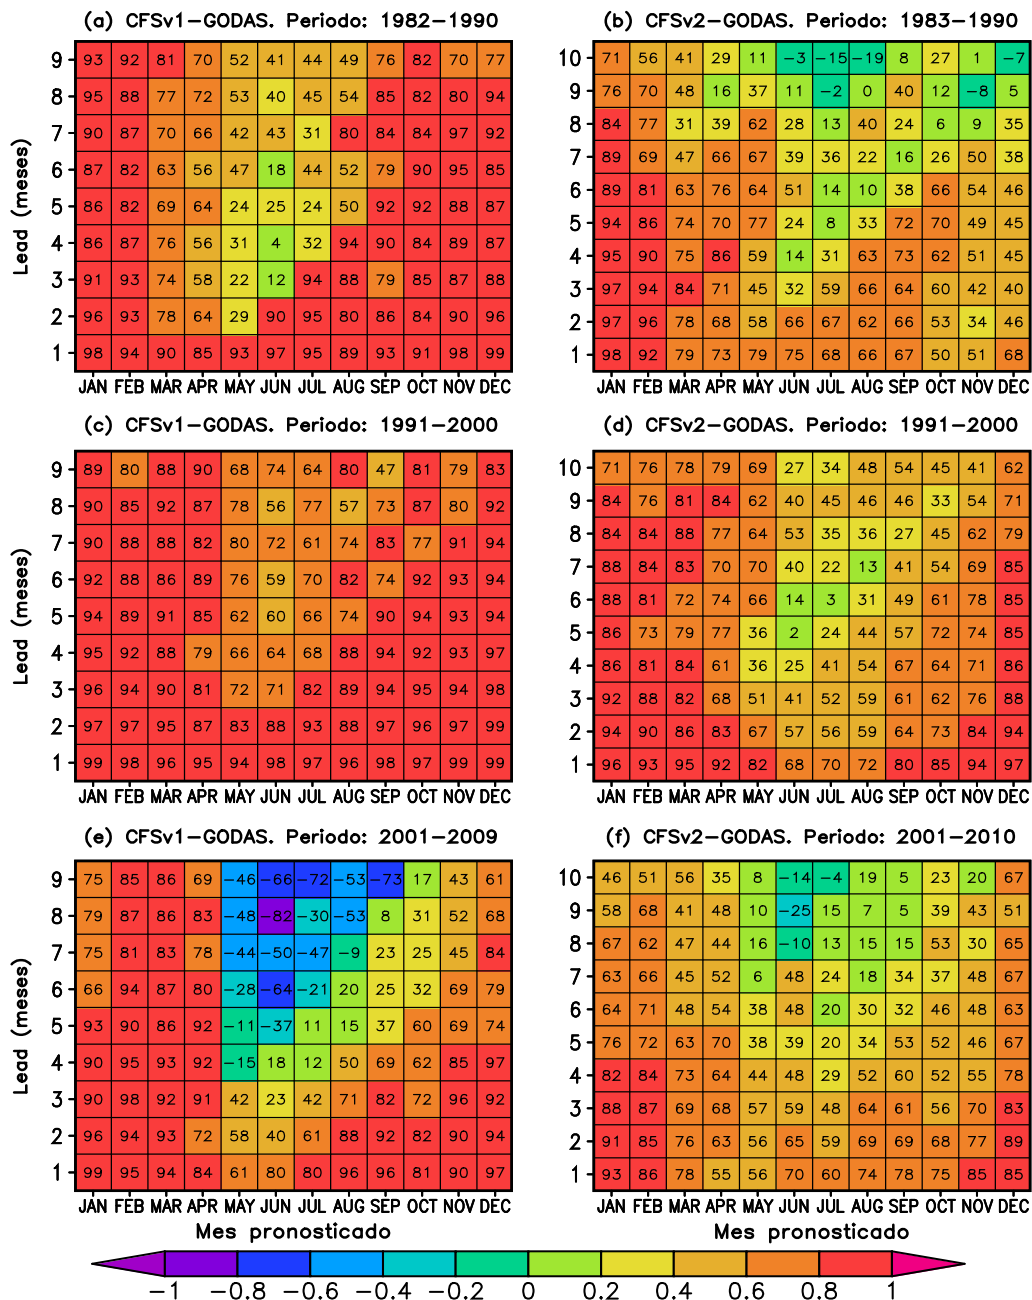 (a) CFSv1-GODAS. Periodo: 1982-1990
9 93 92 81 70 52 41 44 49 76 82 70 77
8 95 88 77 72 53 40 45 54 85 82 80 94
7 90 87 70 66 42 43 31 80 84 84 97 92
Lead (meses)
6 87 82 63 56 47 18 44 52 79 90 95 85
5 86 82 69 64 24 25 24 50 92 92 88 87
4 86 87 76 56 31 4 32 94 90 84 89 87
3 91 93 74 58 22 12 94 88 79 85 87 88
2 96 93 78 64 29 90 95 80 86 84 90 96
1 98 94 90 85 93 97 95 89 93 91 98 99
JAN FEB MAR APR MAY JUN JUL AUG SEP OCT NOV DEC
(b) CFSv2-GODAS. Periodo: 1983-1990
10 71 56 41 29 11 -3 -15 -19 8 27 1 -7
9 76 70 48 16 37 11 -2 0 40 12 -8 5
8 84 77 31 39 62 28 13 40 24 6 9 35
7 89 69 47 66 67 39 36 22 16 26 50 38
6 89 81 63 76 64 51 14 10 38 66 54 46
5 94 86 74 70 77 24 8 33 72 70 49 45
4 95 90 75 86 59 14 31 63 73 62 51 45
3 97 94 84 71 45 32 59 66 64 60 42 40
2 97 96 78 68 58 66 67 62 66 53 34 46
1 98 92 79 73 79 75 68 66 67 50 51 68
JAN FEB MAR APR MAY JUN JUL AUG SEP OCT NOV DEC
(c) CFSv1-GODAS. Periodo: 1991-2000
9 89 80 88 90 68 74 64 80 47 81 79 83
8 90 85 92 87 78 56 77 57 73 87 80 92
7 90 88 88 82 80 72 61 74 83 77 91 94
Lead (meses)
6 92 88 86 89 76 59 70 82 74 92 93 94
5 94 89 91 85 62 60 66 74 90 94 93 94
4 95 92 88 79 66 64 68 88 94 92 93 97
3 96 94 90 81 72 71 82 89 94 95 94 98
2 97 97 95 87 83 88 93 88 97 96 97 99
1 99 98 96 95 94 98 97 96 98 97 99 99
JAN FEB MAR APR MAY JUN JUL AUG SEP OCT NOV DEC
(d) CFSv2-GODAS. Periodo: 1991-2000
10 71 76 78 79 69 27 34 48 54 45 41 62
9 84 76 81 84 62 40 45 46 46 33 54 71
8 84 84 88 77 64 53 35 36 27 45 62 79
7 88 84 83 70 70 40 22 13 41 54 69 85
6 88 81 72 74 66 14 3 31 49 61 78 85
5 86 73 79 77 36 2 24 44 57 72 74 85
4 86 81 84 61 36 25 41 54 67 64 71 86
3 92 88 82 68 51 41 52 59 61 62 76 88
2 94 90 86 83 67 57 56 59 64 73 84 94
1 96 93 95 92 82 68 70 72 80 85 94 97
JAN FEB MAR APR MAY JUN JUL AUG SEP OCT NOV DEC
(e) CFSv1-GODAS. Periodo: 2001-2009
9 75 85 86 69 -46 -66 -72 -53 -73 17 43 61
8 79 87 86 83 -48 -82 -30 -53 8 31 52 68
7 75 81 83 78 -44 -50 -47 -9 23 25 45 84
Lead (meses)
6 66 94 87 80 -28 -64 -21 20 25 32 69 79
5 93 90 86 92 -11 -37 11 15 37 60 69 74
4 90 95 93 92 -15 18 12 50 69 62 85 97
3 90 98 92 91 42 23 42 71 82 72 96 92
2 96 94 93 72 58 40 61 88 92 82 90 94
1 99 95 94 84 61 80 80 96 96 81 90 97
JAN FEB MAR APR MAY JUN JUL AUG SEP OCT NOV DEC
Mes pronosticado
(f) CFSv2-GODAS. Periodo: 2001-2010
10 46 51 56 35 8 -14 -4 19 5 23 20 67
9 58 68 41 48 10 -25 15 7 5 39 43 51
8 67 62 47 44 16 -10 13 15 15 53 30 65
7 63 66 45 52 6 48 24 18 34 37 48 67
6 64 71 48 54 38 48 20 30 32 46 48 63
5 76 72 63 70 38 39 20 34 53 52 46 67
4 82 84 73 64 44 48 29 52 60 52 55 78
3 88 87 69 68 57 59 48 64 61 56 70 83
2 91 85 76 63 56 65 59 69 69 68 77 89
1 93 86 78 55 56 70 60 74 78 75 85 85
JAN FEB MAR APR MAY JUN JUL AUG SEP OCT NOV DEC
Mes pronosticado
-1 -0.8 -0.6 -0.4 -0.2 0 0.2 0.4 0.6 0.8 1